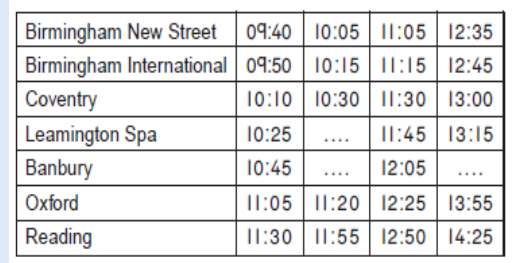 Birmingham New Street 09:40 10:05 11:05 12:35
Birmingham International 09:50 10:15 11:15 12:45
Coventry 10:10 10:30 11:30 13:00
Leamington Spa 10:25 .... 11:45 13:15
Banbury 10:45 .... 12:05 ....
Oxford 11:05 11:20 12:25 13:55
Reading 11:30 11:55 12:50 14:25